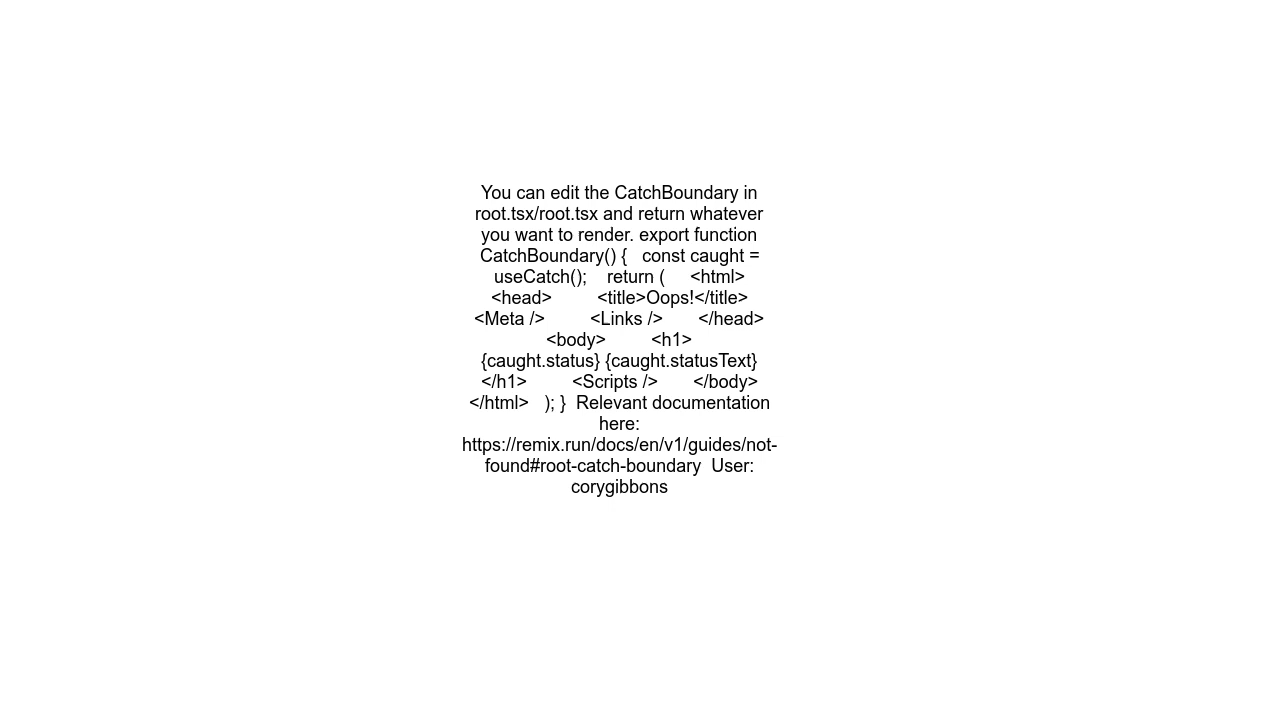 You can edit the CatchBoundary in
root.tsx/root.tsx and return whatever
you want to render. export function
CatchBoundary() {   const caught =
useCatch();    return (     <html>
<head>         <title>Oops!</title>
<Meta />         <Links />       </head>
<body>         <h1>
{caught.status} {caught.statusText}
</h1>         <Scripts />       </body>
</html>   ); }  Relevant documentation
here:
https://remix.run/docs/en/v1/guides/not-
found#root-catch-boundary  User:
corygibbons